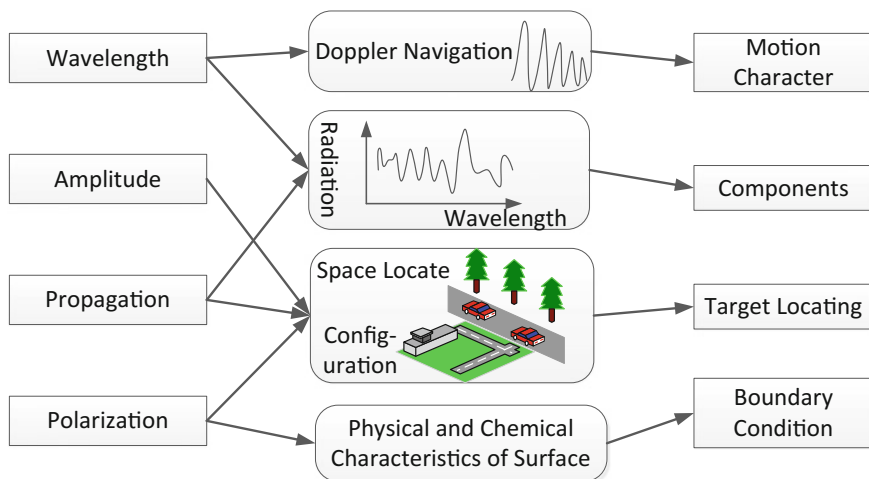 Wavelength
Amplitude
Propagation
Polarization
Doppler Navigation
Radiation
Wavelength
Space Locate
Config-
uration
Physical and Chemical
Characteristics of Surface
Motion
Character
Components
Target Locating
Boundary
Condition